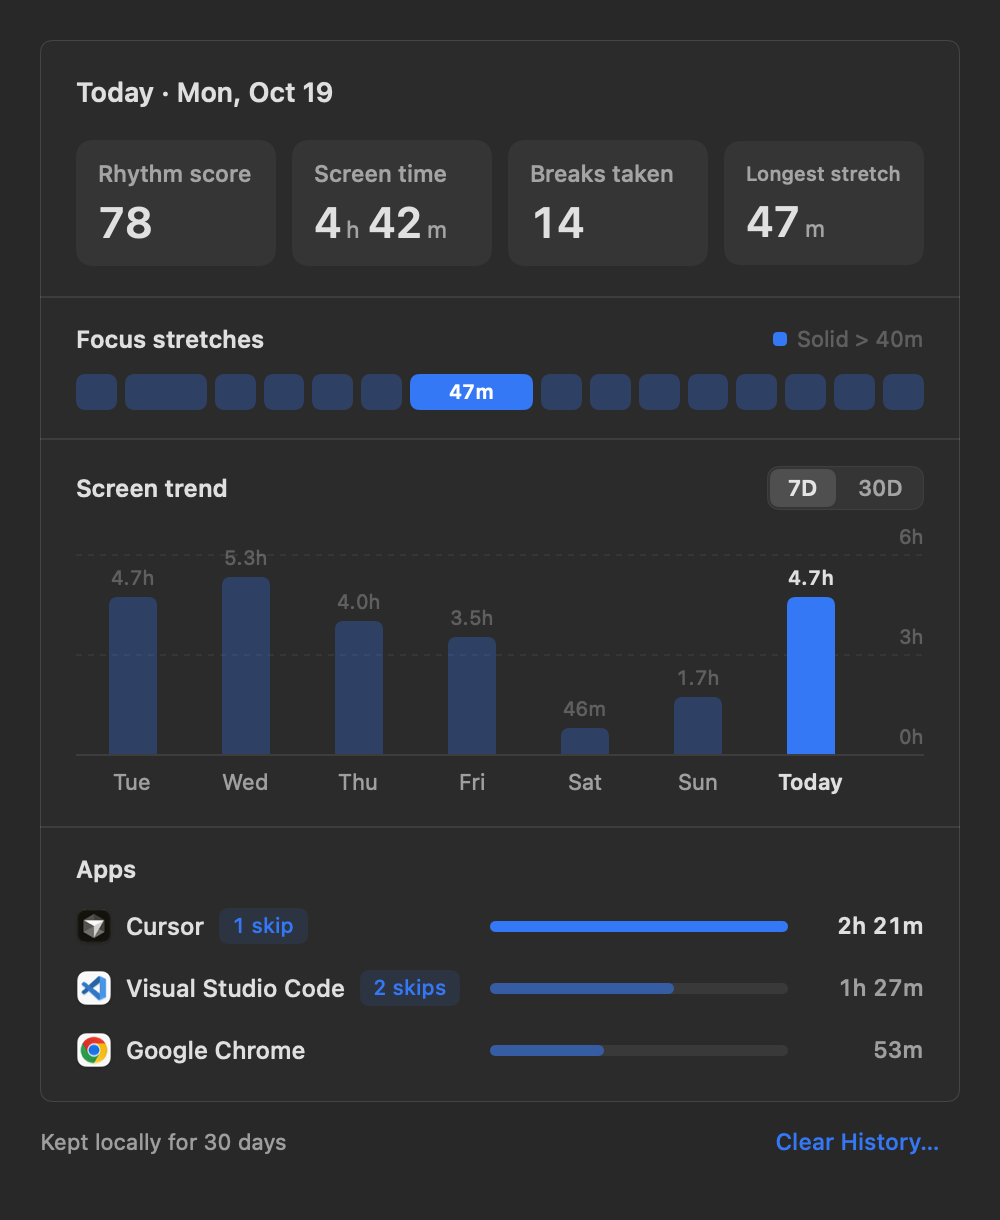 Today · Mon, Oct 19
Rhythm score Screen time Breaks taken Longest stretch
78 4 h 42 m 14 47 m
Focus stretches Solid > 40m
47m
Screen trend 7D 30D
6h
5.3h
4.7h 4.7h
4.0h
3.5h
3h
1.7h
46m
0h
Tue Wed Thu Fri Sat Sun Today
Apps
Cursor 1 skip 2h 21m
Visual Studio Code 2 skips 1h 27m
Google Chrome 53m
Kept locally for 30 days Clear History...